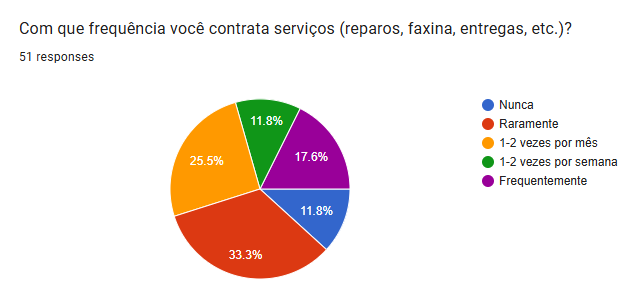 Com que frequência você contrata serviços (reparos, faxina, entregas, etc.)?
51 responses
11.8%
17.6%
25.5%
11.8%
33.3%
Nunca
Raramente
1-2 vezes por mês
1-2 vezes por semana
Frequentemente